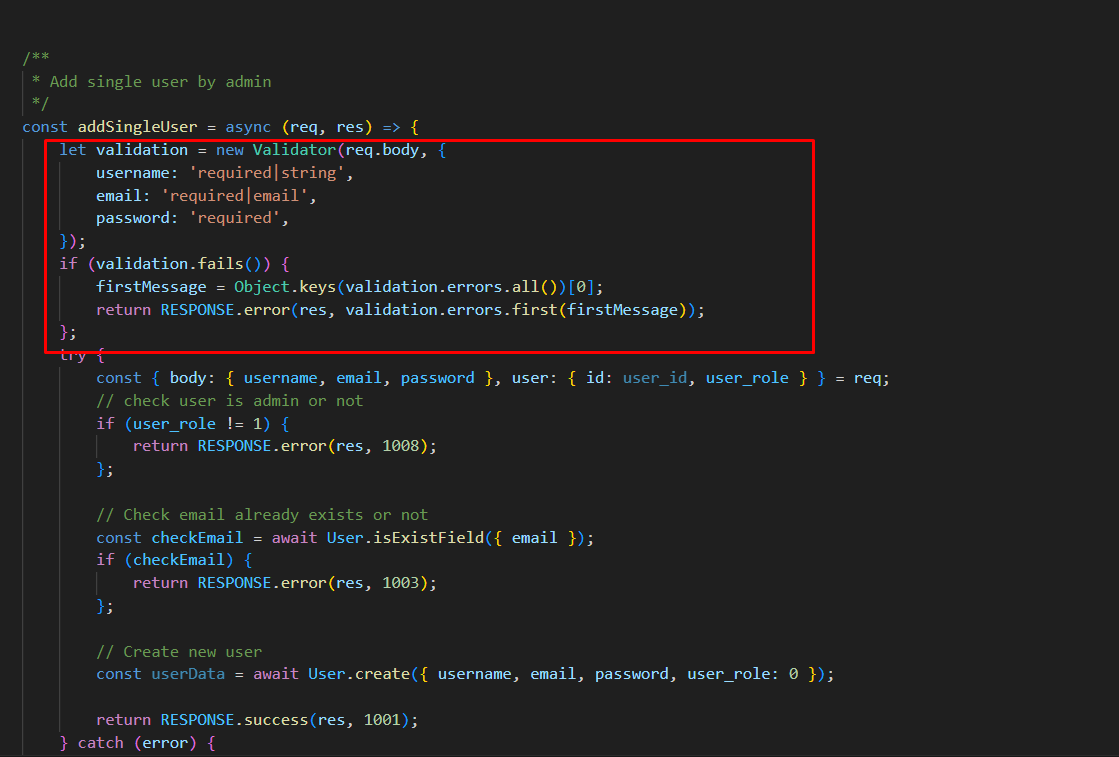 /**
 * Add single user by admin
 */
const addSingleUser = async (req, res) => {
    let validation = new Validator(req.body, {
        username: 'required|string',
        email: 'required|email',
        password: 'required',
    });
    if (validation.fails()) {
        firstMessage = Object.keys(validation.errors.all())[0];
        return RESPONSE.error(res, validation.errors.first(firstMessage));
    };
    try {
        const { body: { username, email, password }, user: { id: user_id, user_role } } = req;
        // check user is admin or not
        if (user_role != 1) {
            return RESPONSE.error(res, 1008);
        };

        // Check email already exists or not
        const checkEmail = await User.isExistField({ email });
        if (checkEmail) {
            return RESPONSE.error(res, 1003);
        };

        // Create new user
        const userData = await User.create({ username, email, password, user_role: 0 });

        return RESPONSE.success(res, 1001);
    } catch (error) {